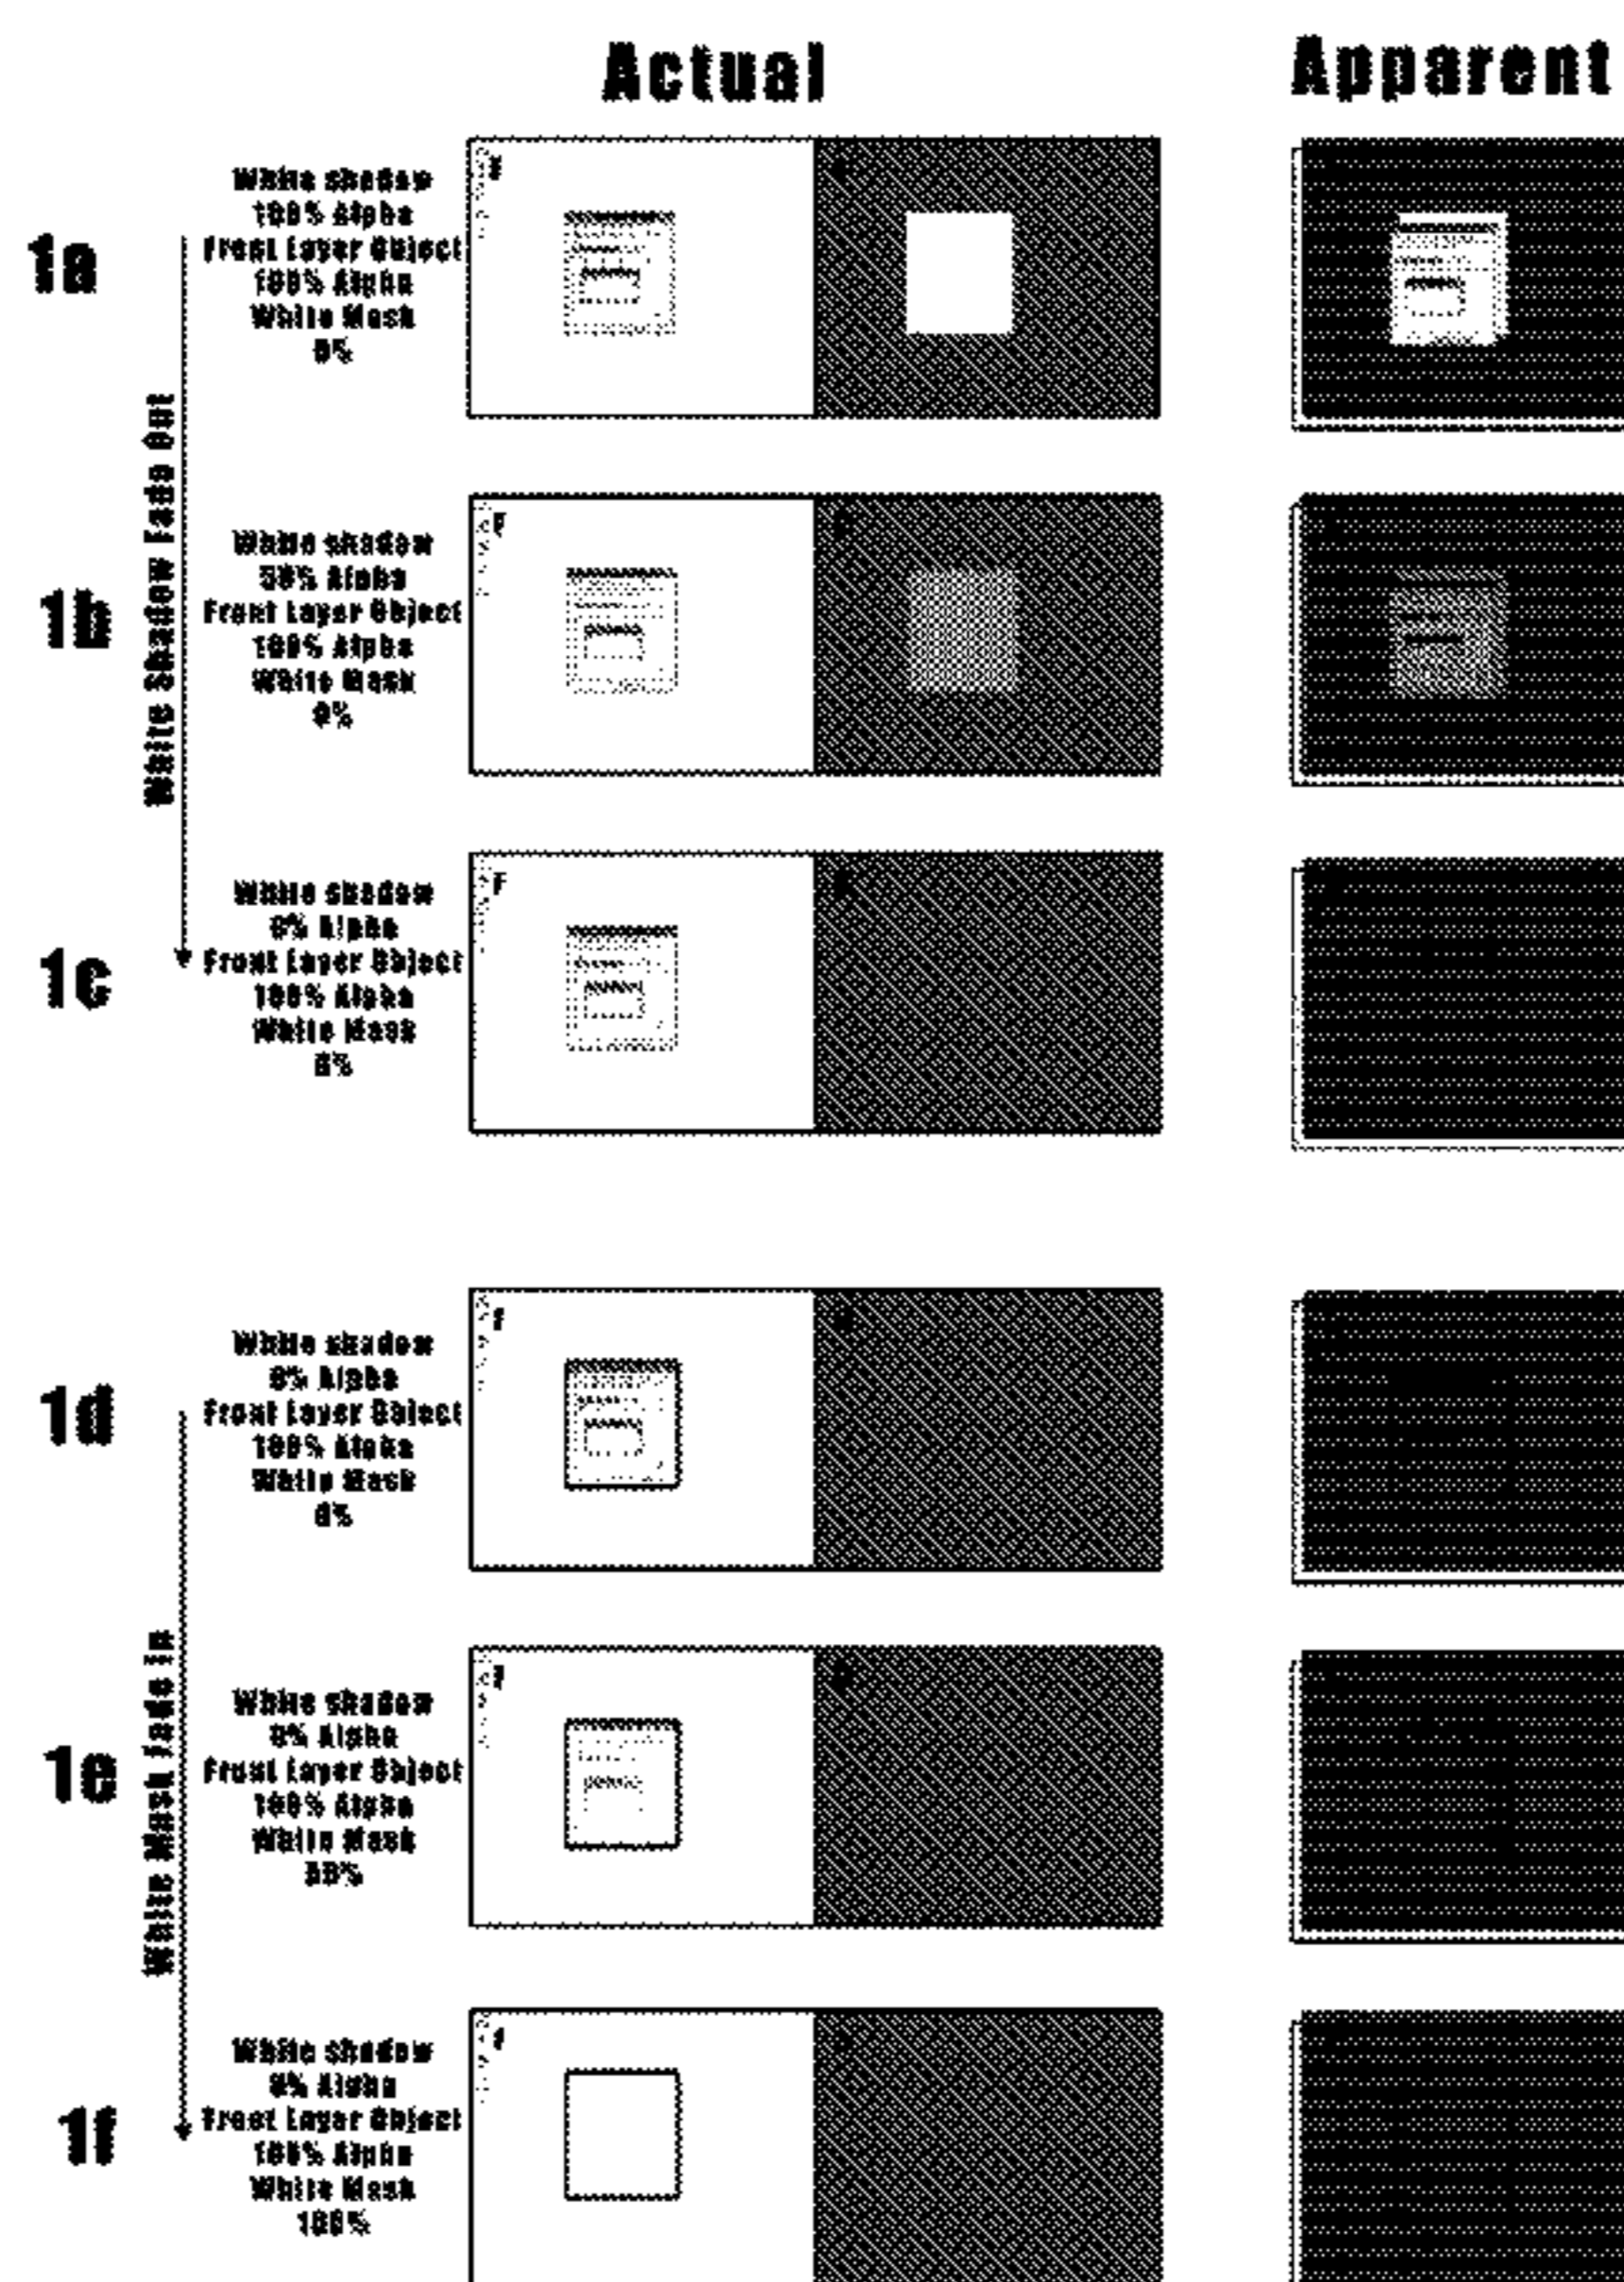 Actual
Apparent
1a
White shadow
100% Alpha
Front Layer Object
100% Alpha
White Mask
0%
White Shadow Fade Out
1b
White shadow
50% Alpha
Front Layer Object
100% Alpha
White Mask
0%
1c
White shadow
0% Alpha
Front Layer Object
100% Alpha
White Mask
0%
1d
White shadow
0% Alpha
Front Layer Object
100% Alpha
White Mask
0%
White Mask fade in
1e
White shadow
0% Alpha
Front Layer Object
100% Alpha
White Mask
50%
1f
White shadow
0% Alpha
Front Layer Object
100% Alpha
White Mask
100%